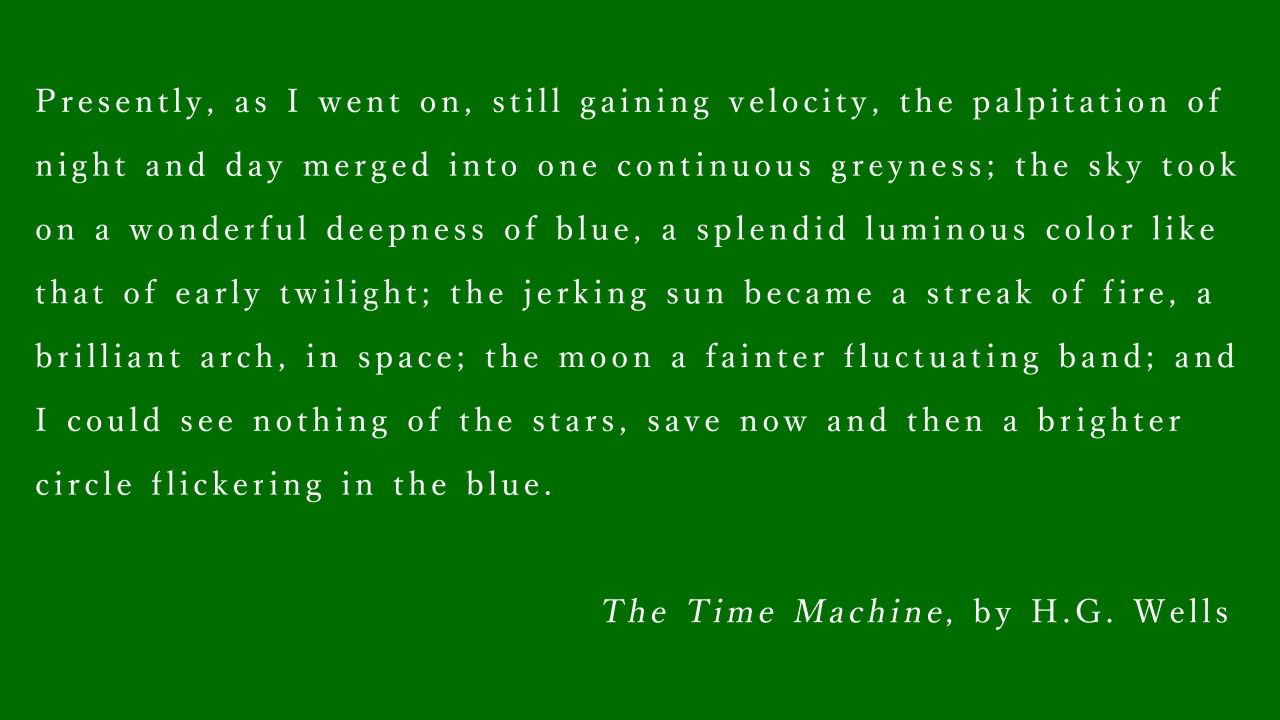 Presently, as I went on, still gaining velocity, the palpitation of
night and day merged into one continuous greyness; the sky took
on a wonderful deepness of blue, a splendid luminous color like
that of early twilight; the jerking sun became a streak of fire, a
brilliant arch, in space; the moon a fainter fluctuating band; and
I could see nothing of the stars, save now and then a brighter
circle flickering in the blue.
The Time Machine, by H.G. Wells